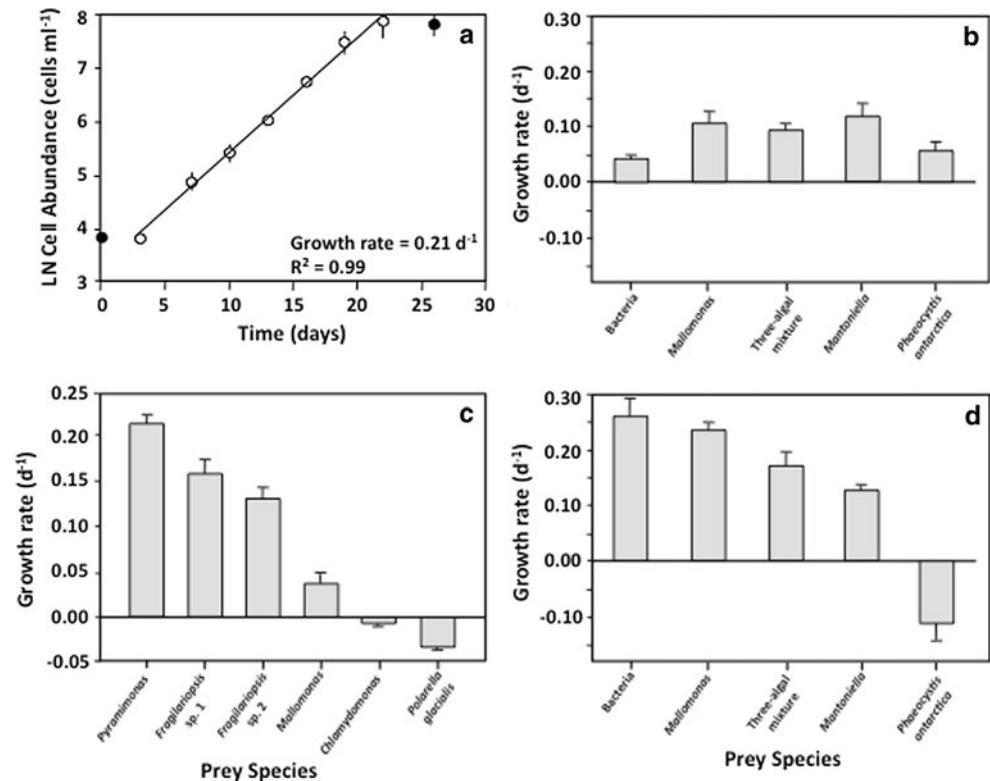 a
LN Cell Abundance (cells ml-1)
8
7
6
5
4
3
Growth rate = 0.21 d-1
R2 = 0.99
0
5
10
15
20
25
30
Time (days)
b
Growth rate (d-1)
0.30
0.20
0.10
0.00
-0.10
Bacteria
Mallomonas
Three-algal
mixture
Mantoniella
Phaeocystis
antarctica
c
Growth rate (d-1)
0.25
0.20
0.15
0.10
0.05
0.00
-0.05
Pyramimonas
Fragilariopsis
sp. 1
Fragilariopsis
sp. 2
Mallomonas
Chlamydomonas
Polarella
glacialis
Prey Species
d
Growth rate (d-1)
0.30
0.20
0.10
0.00
-0.10
Bacteria
Mallomonas
Three-algal
mixture
Mantoniella
Phaeocystis
antarctica
Prey Species